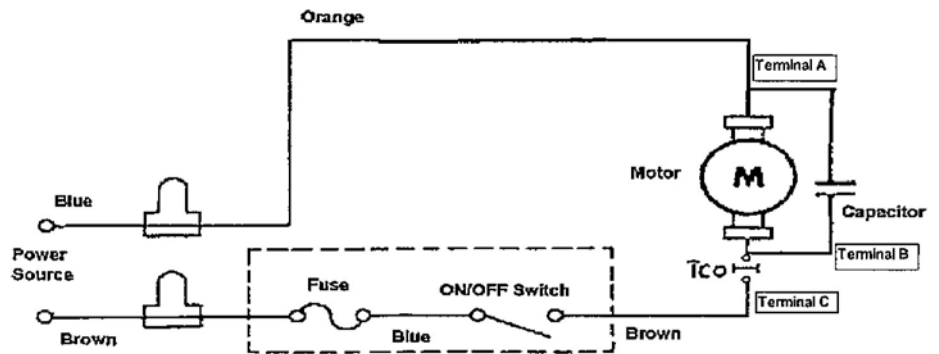 Orange
Terminal A
Motor
M
Blue
Capacitor
Power
Source
Terminal B
Tco
Fuse
ON/OFF Switch
Terminal C
Brown
Blue
Brown